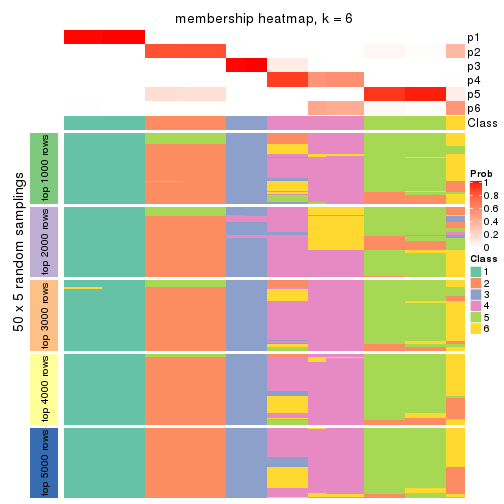 membership heatmap, k = 6
p1
p2
p3
p4
p5
p6
Class
50 x 5 random samplings
top 1000 rows
top 2000 rows
top 3000 rows
top 4000 rows
top 5000 rows
Prob
1
0.8
0.6
0.4
0.2
0
Class
1
2
3
4
5
6